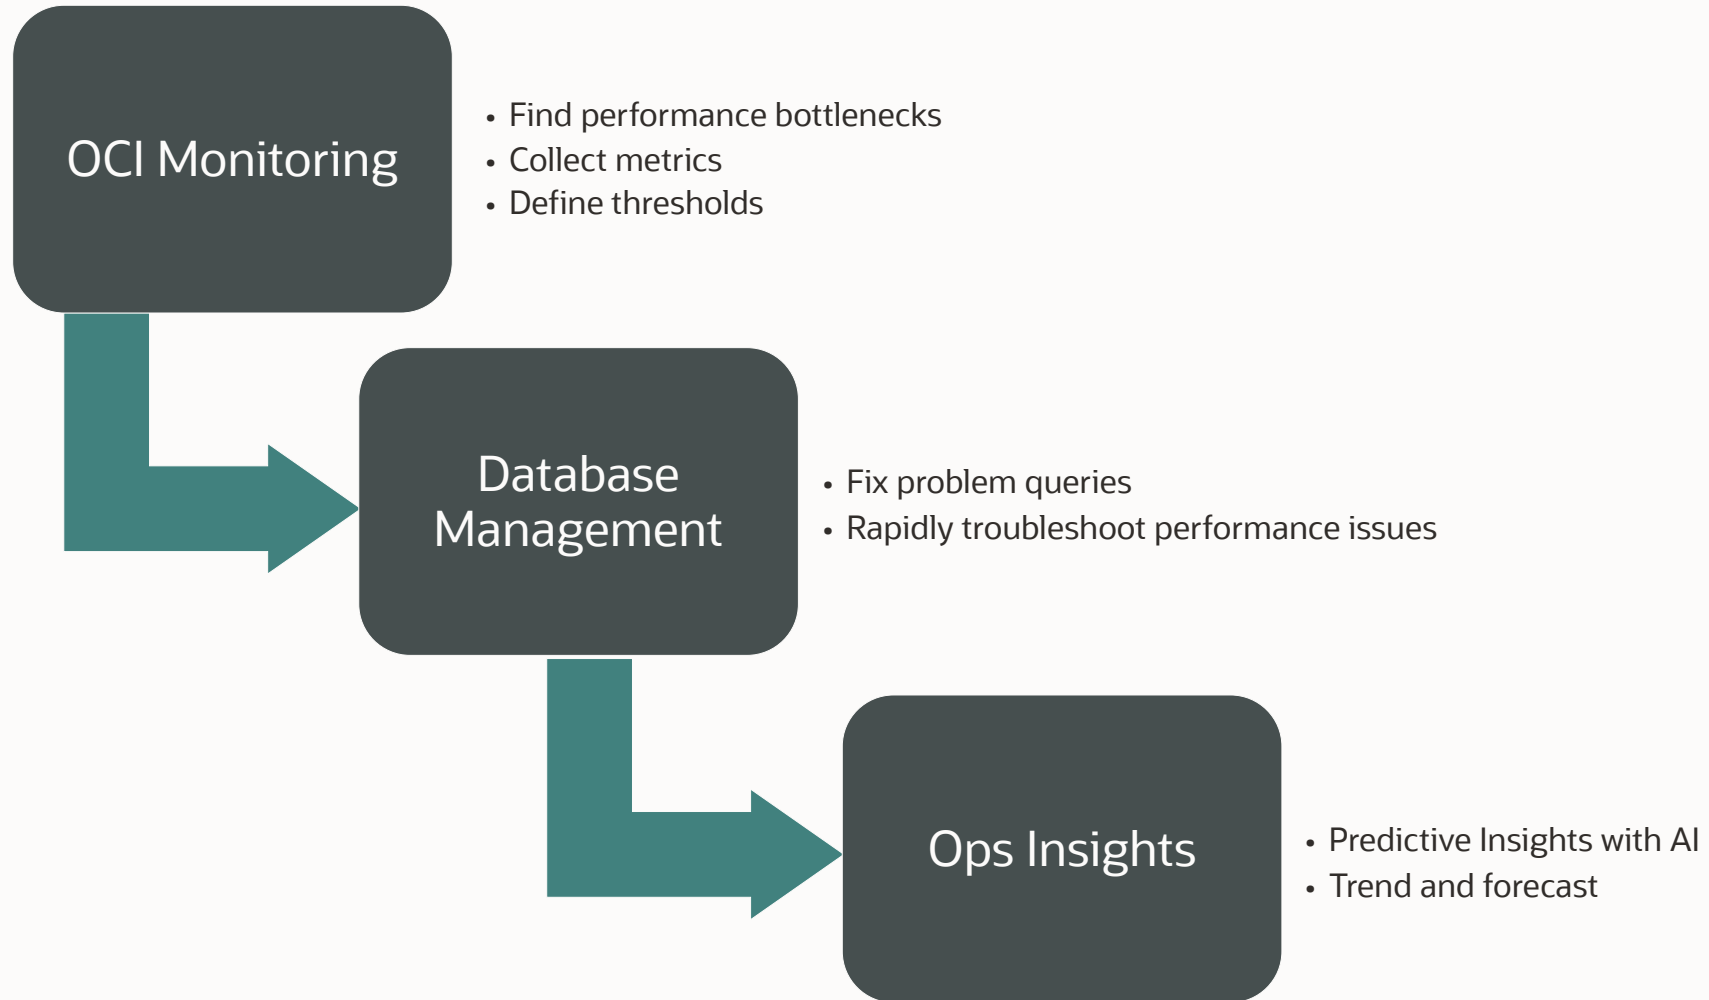 OCI Monitoring
• Find performance bottlenecks
• Collect metrics
• Define thresholds
Database
Management
• Fix problem queries
• Rapidly troubleshoot performance issues
Ops Insights
• Predictive Insights with AI
• Trend and forecast